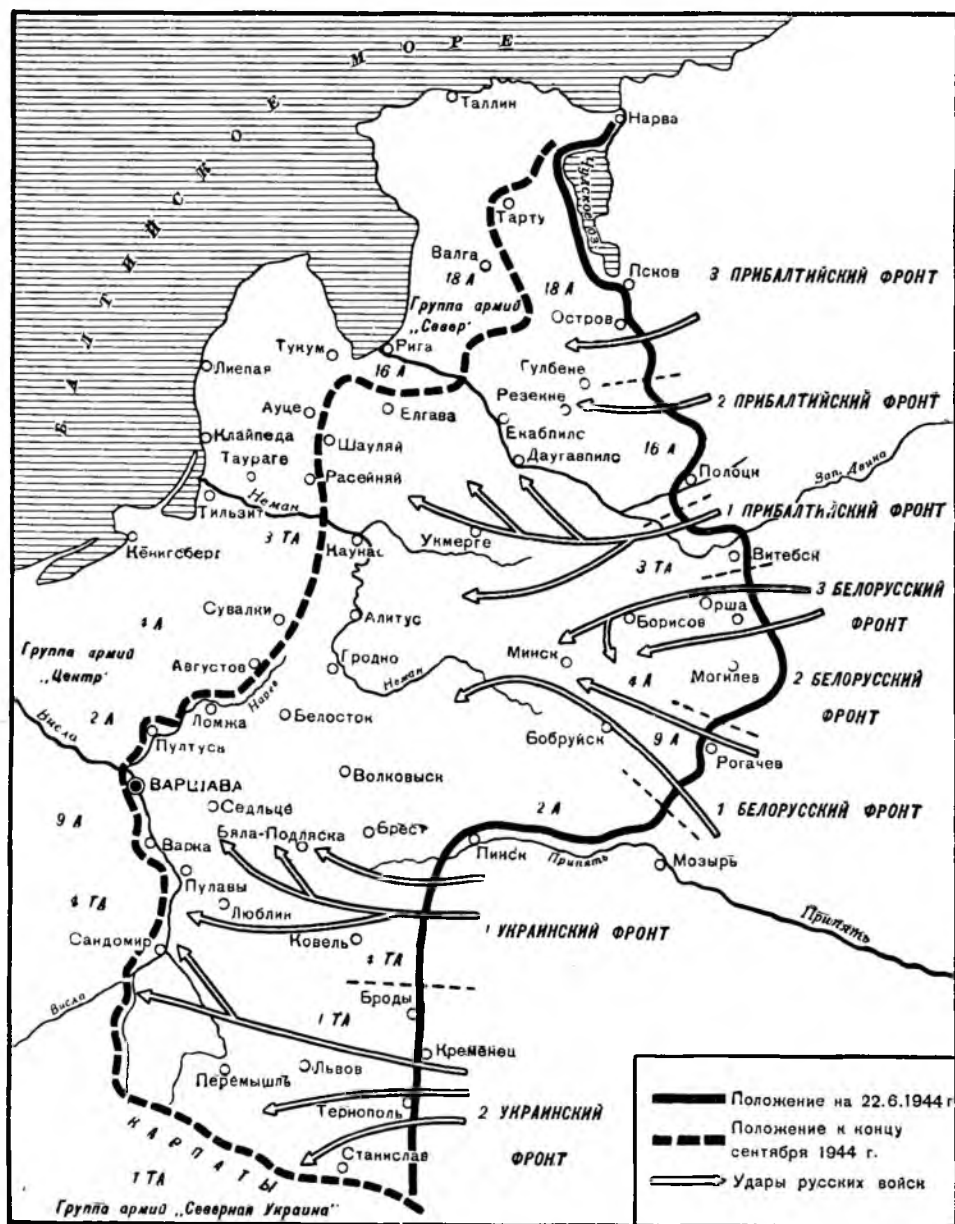 БАЛТИЙСКОЕ МОРЕ
Таллин
Нарва
Чудское оз.
Тарту
Валга
18 А
18 А
Псков
3 ПРИБАЛТИЙСКИЙ ФРОНТ
Группа армий
„Север“
Остров
Тукум
Рига
Лиепая
16 А
Гулбене
Резекне
2 ПРИБАЛТИЙСКИЙ ФРОНТ
Ауце
Елгава
Екабпилс
Клайпеда
Шауляй
16 А
Даугавпилс
Таураге
Расейняй
Полоцк
Зап. Двина
Тильзит
Неман
1 ПРИБАЛТИЙСКИЙ ФРОНТ
3 ТА
Укмерге
Кёнигсберг
Каунас
Витебск
3 ТА
3 БЕЛОРУССКИЙ
ФРОНТ
Сувалки
Алитус
Орша
Борисов
4 А
Группа армий
„Центр“
Августов
Гродно
Минск
Неман
4 А
Могилев
2 БЕЛОРУССКИЙ
ФРОНТ
Нарев
Висла
2 А
Ломжа
Белосток
Пултуск
Бобруйск
9 А
Рогачев
Волковыск
ВАРШАВА
Седльце
2 А
1 БЕЛОРУССКИЙ ФРОНТ
9 А
Бяла-Подляска
Брест
Варка
Пинск
Припять
Мозырь
Пулавы
4 ТА
Люблин
Припять
Сандомир
Ковель
1 УКРАИНСКИЙ ФРОНТ
4 ТА
Висла
Броды
1 ТА
Кременец
Перемышль
Львов
Тернополь
2 УКРАИНСКИЙ
ФРОНТ
КАРПАТЫ
Станислав
1 ТА
Группа армий „Северная Украина“
Положение на 22.6.1944 г
Положение к концу
сентября 1944 г.
Удары русских войск